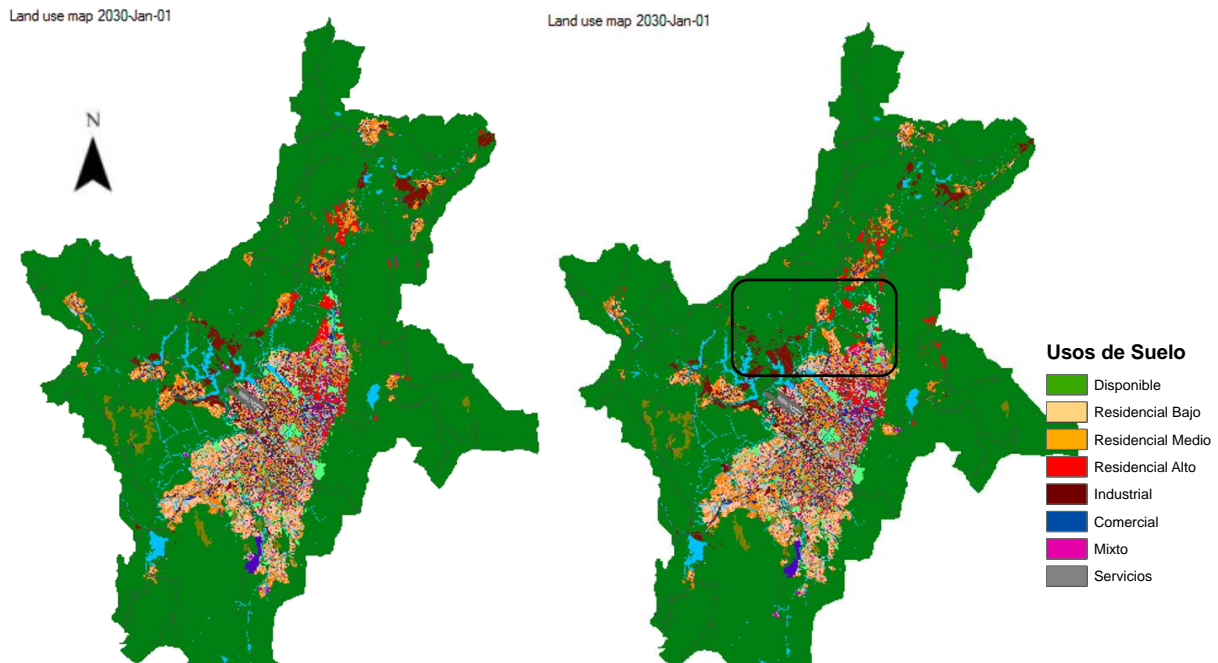 Land use map 2030-Jan-01
Land use map 2030-Jan-01
N
Usos de Suelo
Disponible
Residencial Bajo
Residencial Medio
Residencial Alto
Industrial
Comercial
Mixto
Servicios